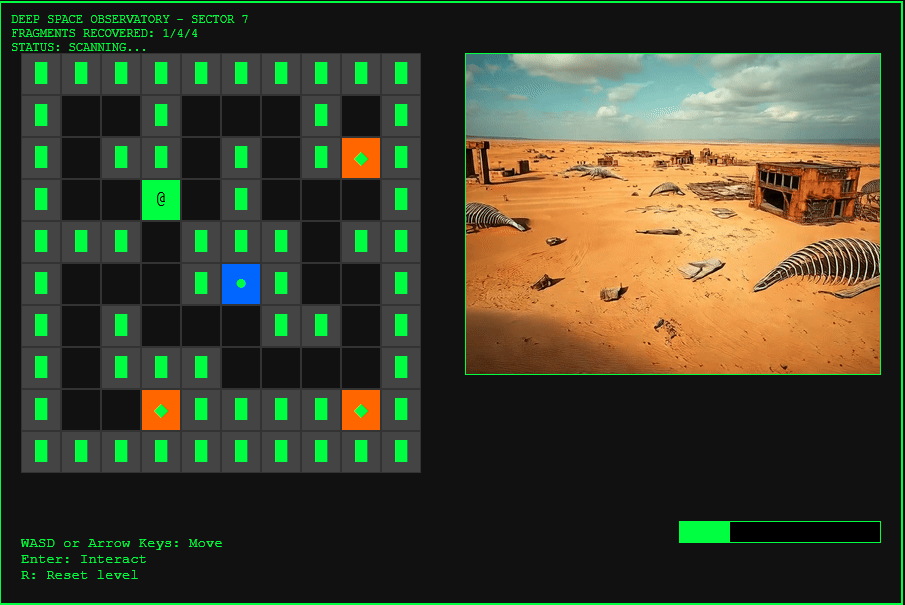 DEEP SPACE OBSERVATORY - SECTOR 7
FRAGMENTS RECOVERED: 1/4/4
STATUS: SCANNING...
@
WASD or Arrow Keys: Move
Enter: Interact
R: Reset level